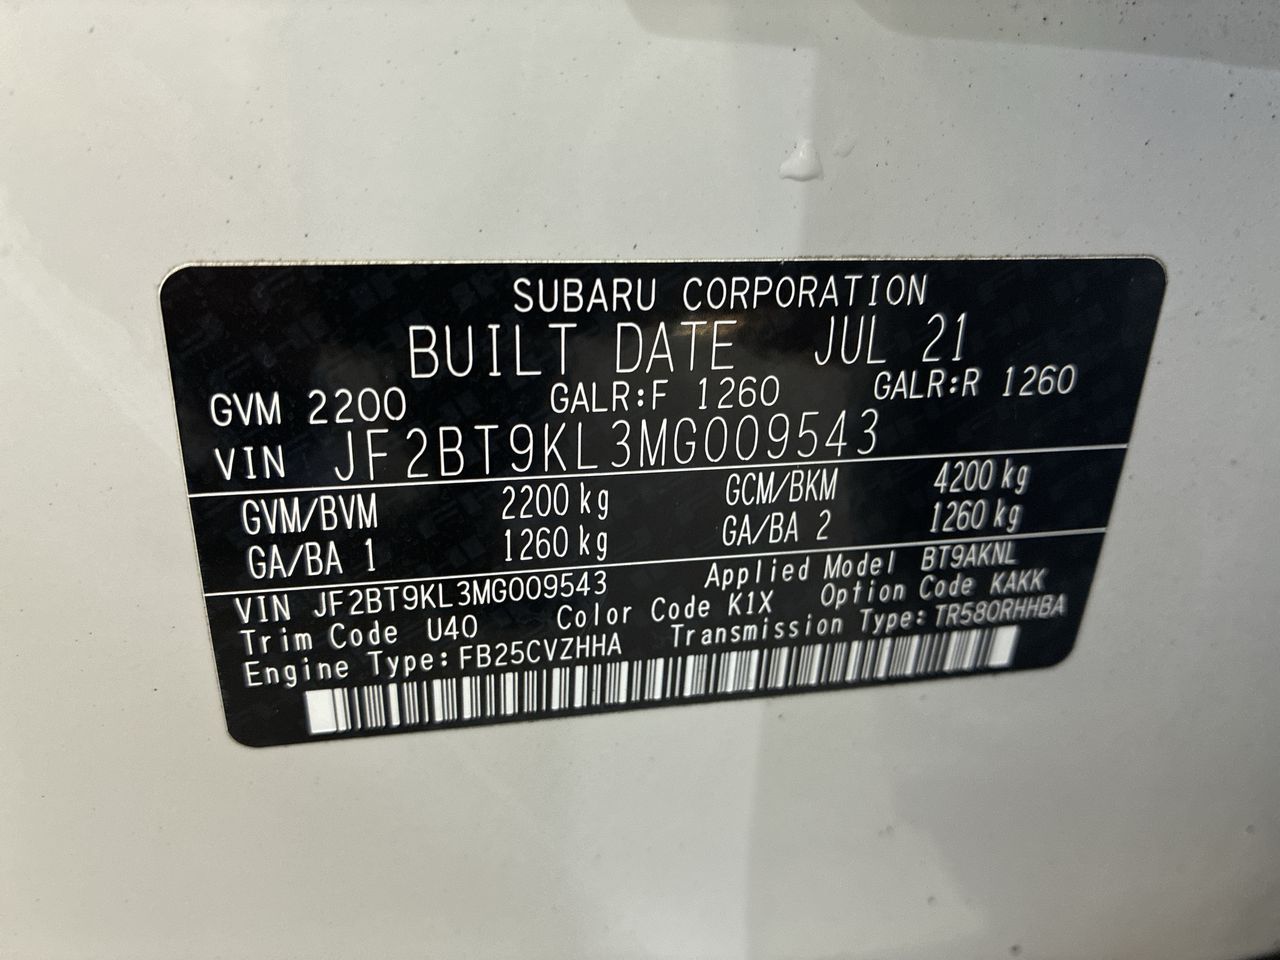 SUBARU CORPORATION
BUILT DATE JUL 21
GVM 2200 GALR:F 1260 GALR:R 1260
VIN JF2BT9KL3MG009543
GVM/BVM 2200 kg GCM/BKM 4200 kg
GA/BA 1 1260 kg GA/BA 2 1260 kg
VIN JF2BT9KL3MG009543 Applied Model BT9AKNL
Trim Code U40 Color Code K1X Option Code KAKK
Engine Type: FB25CVZHHA Transmission Type: TR580RHHBA